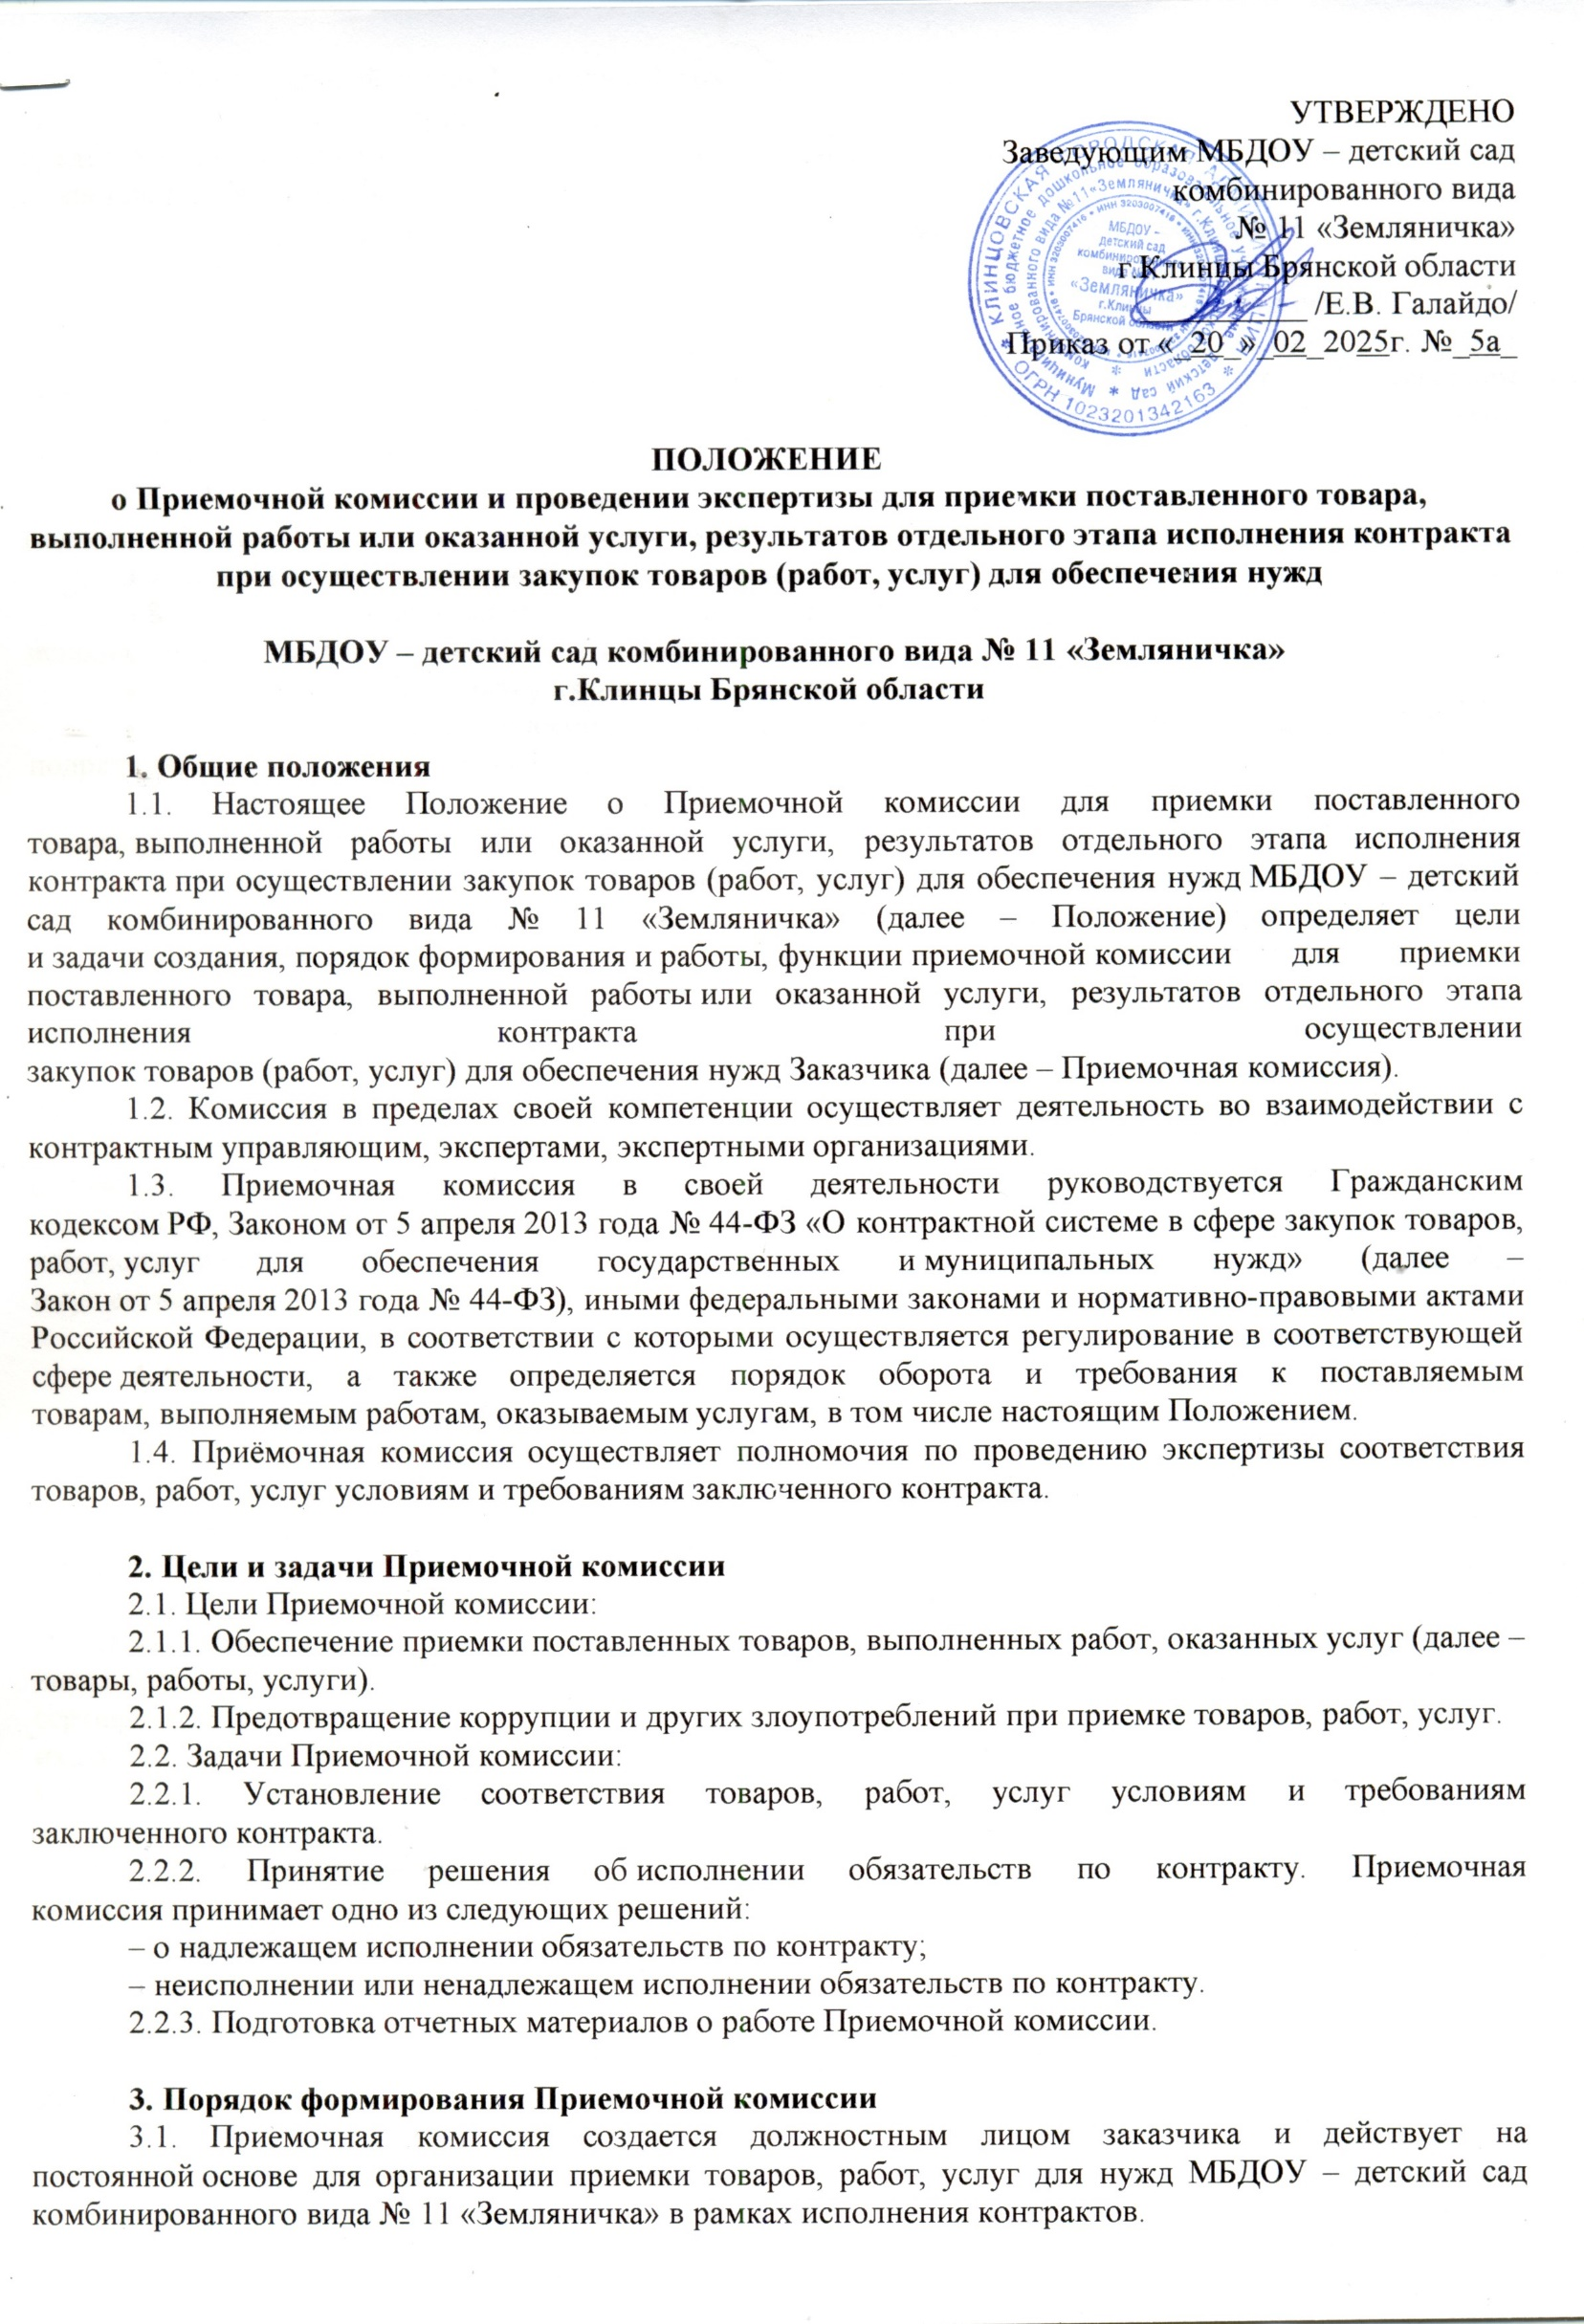 УТВЕРЖДЕНО
Заведующим МБДОУ – детский сад
комбинированного вида
№ 11 «Земляничка»
г.Клинцы Брянской области
__________ /Е.В. Галайдо/
Приказ от «_20_»_02_2025г. №_5а_
КЛИНЦОВСКАЯ ГОРОДСКАЯ АДМИНИСТРАЦИЯ
* ОГРН 1023201342163 *
МБДОУ –
детский сад
комбинированного
вида №11
«Земляничка»
г.Клинцы
Брянской области
ПОЛОЖЕНИЕ
о Приемочной комиссии и проведении экспертизы для приемки поставленного товара,
выполненной работы или оказанной услуги, результатов отдельного этапа исполнения контракта
при осуществлении закупок товаров (работ, услуг) для обеспечения нужд
МБДОУ – детский сад комбинированного вида № 11 «Земляничка»
г.Клинцы Брянской области
1. Общие положения
1.1. Настоящее Положение о Приемочной комиссии для приемки поставленного
товара, выполненной работы или оказанной услуги, результатов отдельного этапа исполнения
контракта при осуществлении закупок товаров (работ, услуг) для обеспечения нужд МБДОУ – детский
сад комбинированного вида № 11 «Земляничка» (далее – Положение) определяет цели
и задачи создания, порядок формирования и работы, функции приемочной комиссии для приемки
поставленного товара, выполненной работы или оказанной услуги, результатов отдельного этапа
исполнения контракта при осуществлении
закупок товаров (работ, услуг) для обеспечения нужд Заказчика (далее – Приемочная комиссия).
1.2. Комиссия в пределах своей компетенции осуществляет деятельность во взаимодействии с
контрактным управляющим, экспертами, экспертными организациями.
1.3. Приемочная комиссия в своей деятельности руководствуется Гражданским
кодексом РФ, Законом от 5 апреля 2013 года № 44-ФЗ «О контрактной системе в сфере закупок товаров,
работ, услуг для обеспечения государственных и муниципальных нужд» (далее –
Закон от 5 апреля 2013 года № 44-ФЗ), иными федеральными законами и нормативно-правовыми актами
Российской Федерации, в соответствии с которыми осуществляется регулирование в соответствующей
сфере деятельности, а также определяется порядок оборота и требования к поставляемым
товарам, выполняемым работам, оказываемым услугам, в том числе настоящим Положением.
1.4. Приёмочная комиссия осуществляет полномочия по проведению экспертизы соответствия
товаров, работ, услуг условиям и требованиям заключенного контракта.
2. Цели и задачи Приемочной комиссии
2.1. Цели Приемочной комиссии:
2.1.1. Обеспечение приемки поставленных товаров, выполненных работ, оказанных услуг (далее –
товары, работы, услуги).
2.1.2. Предотвращение коррупции и других злоупотреблений при приемке товаров, работ, услуг.
2.2. Задачи Приемочной комиссии:
2.2.1. Установление соответствия товаров, работ, услуг условиям и требованиям
заключенного контракта.
2.2.2. Принятие решения об исполнении обязательств по контракту. Приемочная
комиссия принимает одно из следующих решений:
– о надлежащем исполнении обязательств по контракту;
– неисполнении или ненадлежащем исполнении обязательств по контракту.
2.2.3. Подготовка отчетных материалов о работе Приемочной комиссии.
3. Порядок формирования Приемочной комиссии
3.1. Приемочная комиссия создается должностным лицом заказчика и действует на
постоянной основе для организации приемки товаров, работ, услуг для нужд МБДОУ – детский сад
комбинированного вида № 11 «Земляничка» в рамках исполнения контрактов.